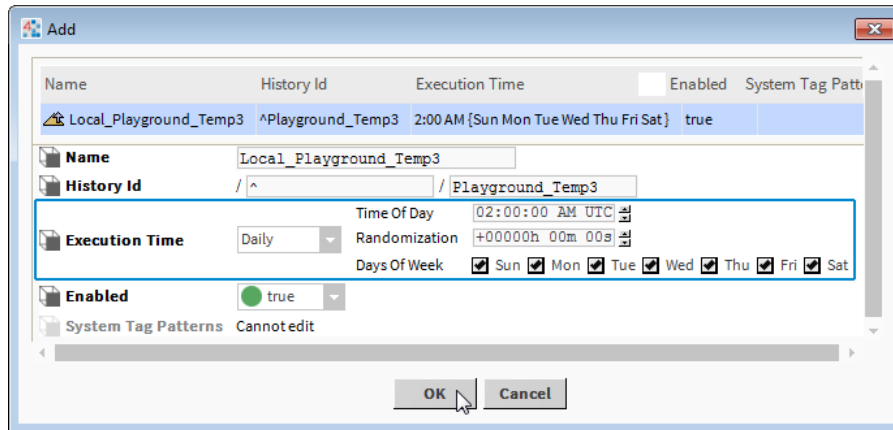 Add
Name History Id Execution Time Enabled System Tag Patt
Local_Playground_Temp3 ^Playground_Temp3 2:00 AM {Sun Mon Tue Wed Thu Fri Sat} true
Name Local_Playground_Temp3
History Id / ^ / Playground_Temp3
Time Of Day 02:00:00 AM UTC
Execution Time Daily Randomization +00000h 00m 00s
Days Of Week Sun Mon Tue Wed Thu Fri Sat
Enabled true
System Tag Patterns Cannot edit
OK Cancel